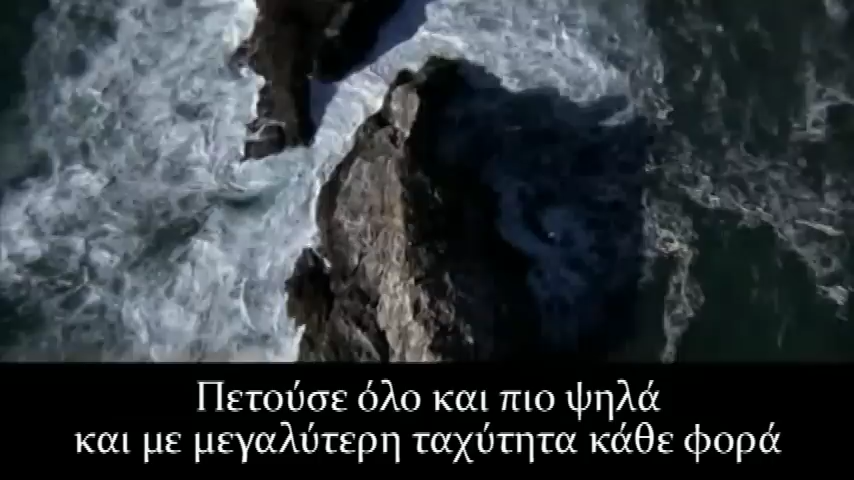 Πετούσε όλο και πιο ψηλά
και με μεγαλύτερη ταχύτητα κάθε φορά